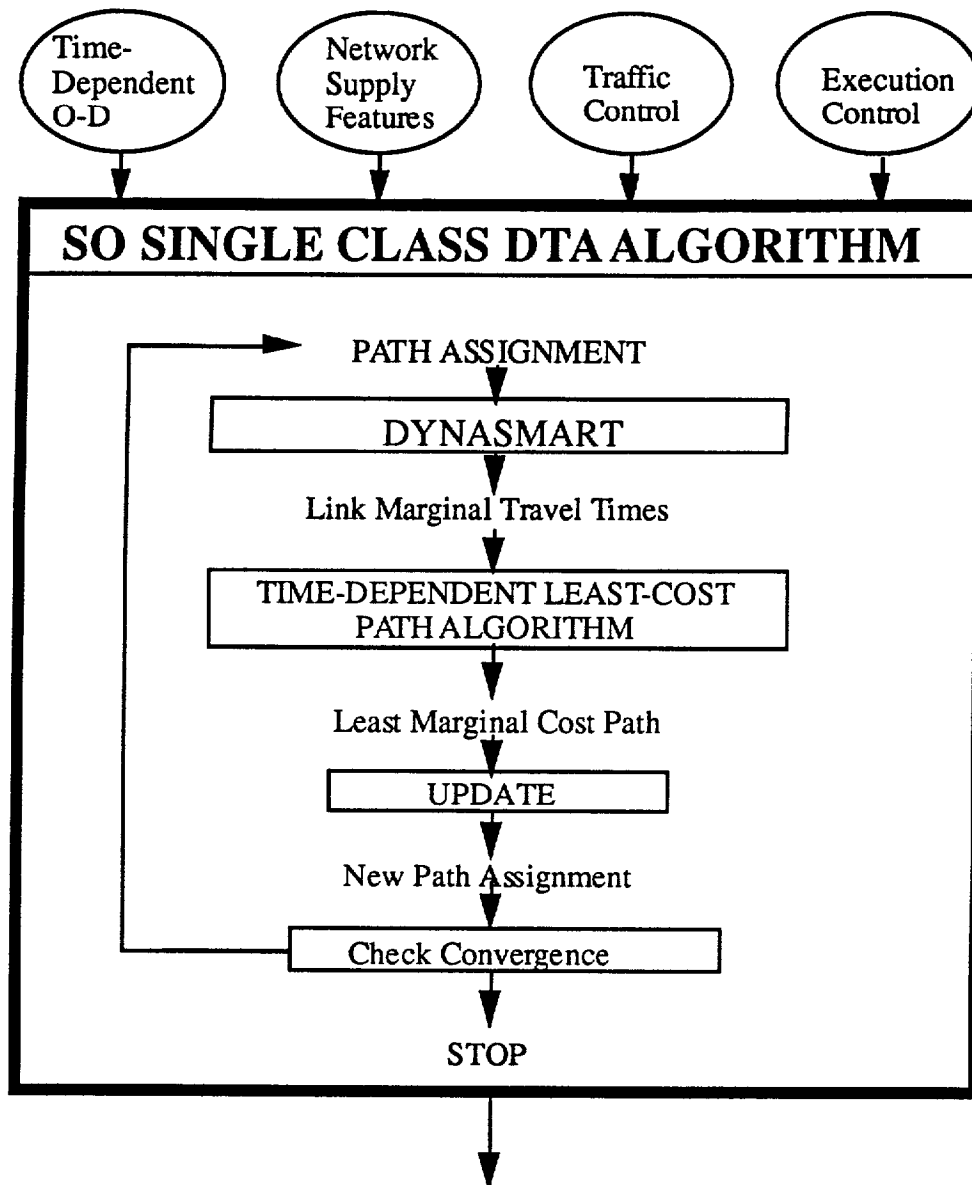 Time-
Dependent
O-D
Network
Supply
Features
Traffic
Control
Execution
Control
SO SINGLE CLASS DTA ALGORITHM
PATH ASSIGNMENT
DYNASMART
Link Marginal Travel Times
TIME-DEPENDENT LEAST-COST
PATH ALGORITHM
Least Marginal Cost Path
UPDATE
New Path Assignment
Check Convergence
STOP